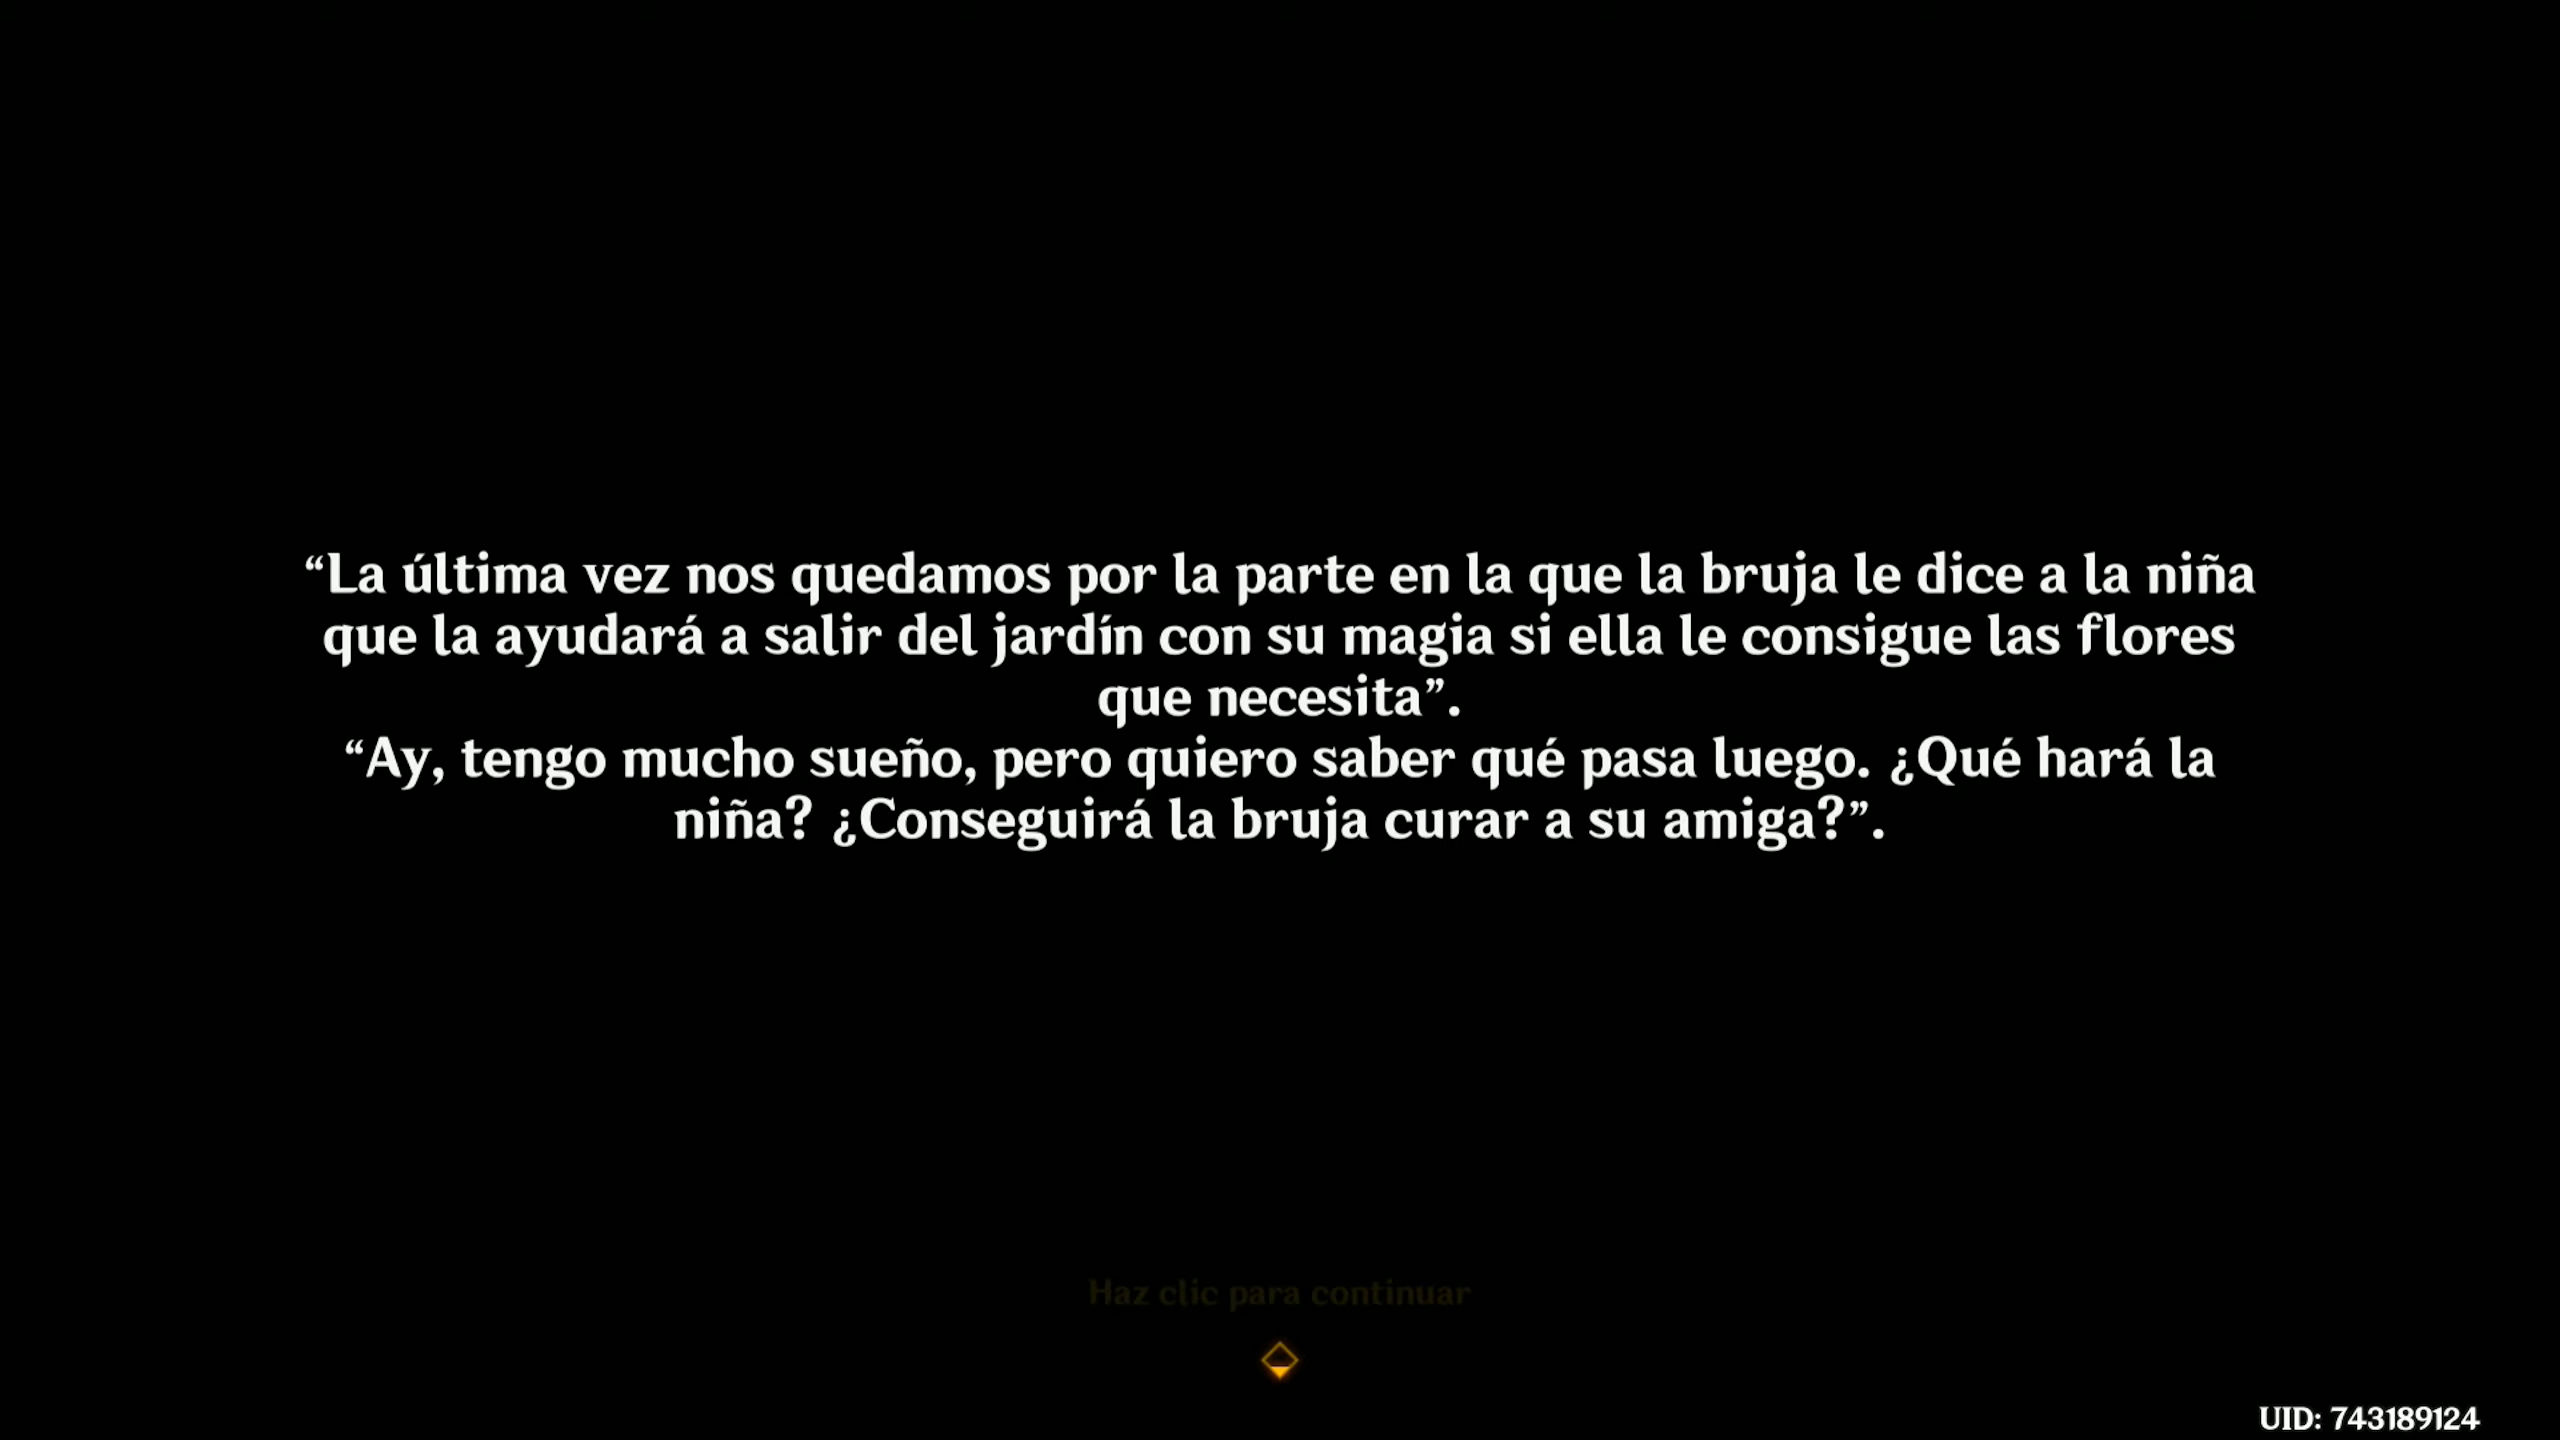 “La última vez nos quedamos por la parte en la que la bruja le dice a la niña
que la ayudará a salir del jardín con su magia si ella le consigue las flores
que necesita”.
“Ay, tengo mucho sueño, pero quiero saber qué pasa luego. ¿Qué hará la
niña? ¿Conseguirá la bruja curar a su amiga?”.
Haz clic para continuar
UID: 743189124